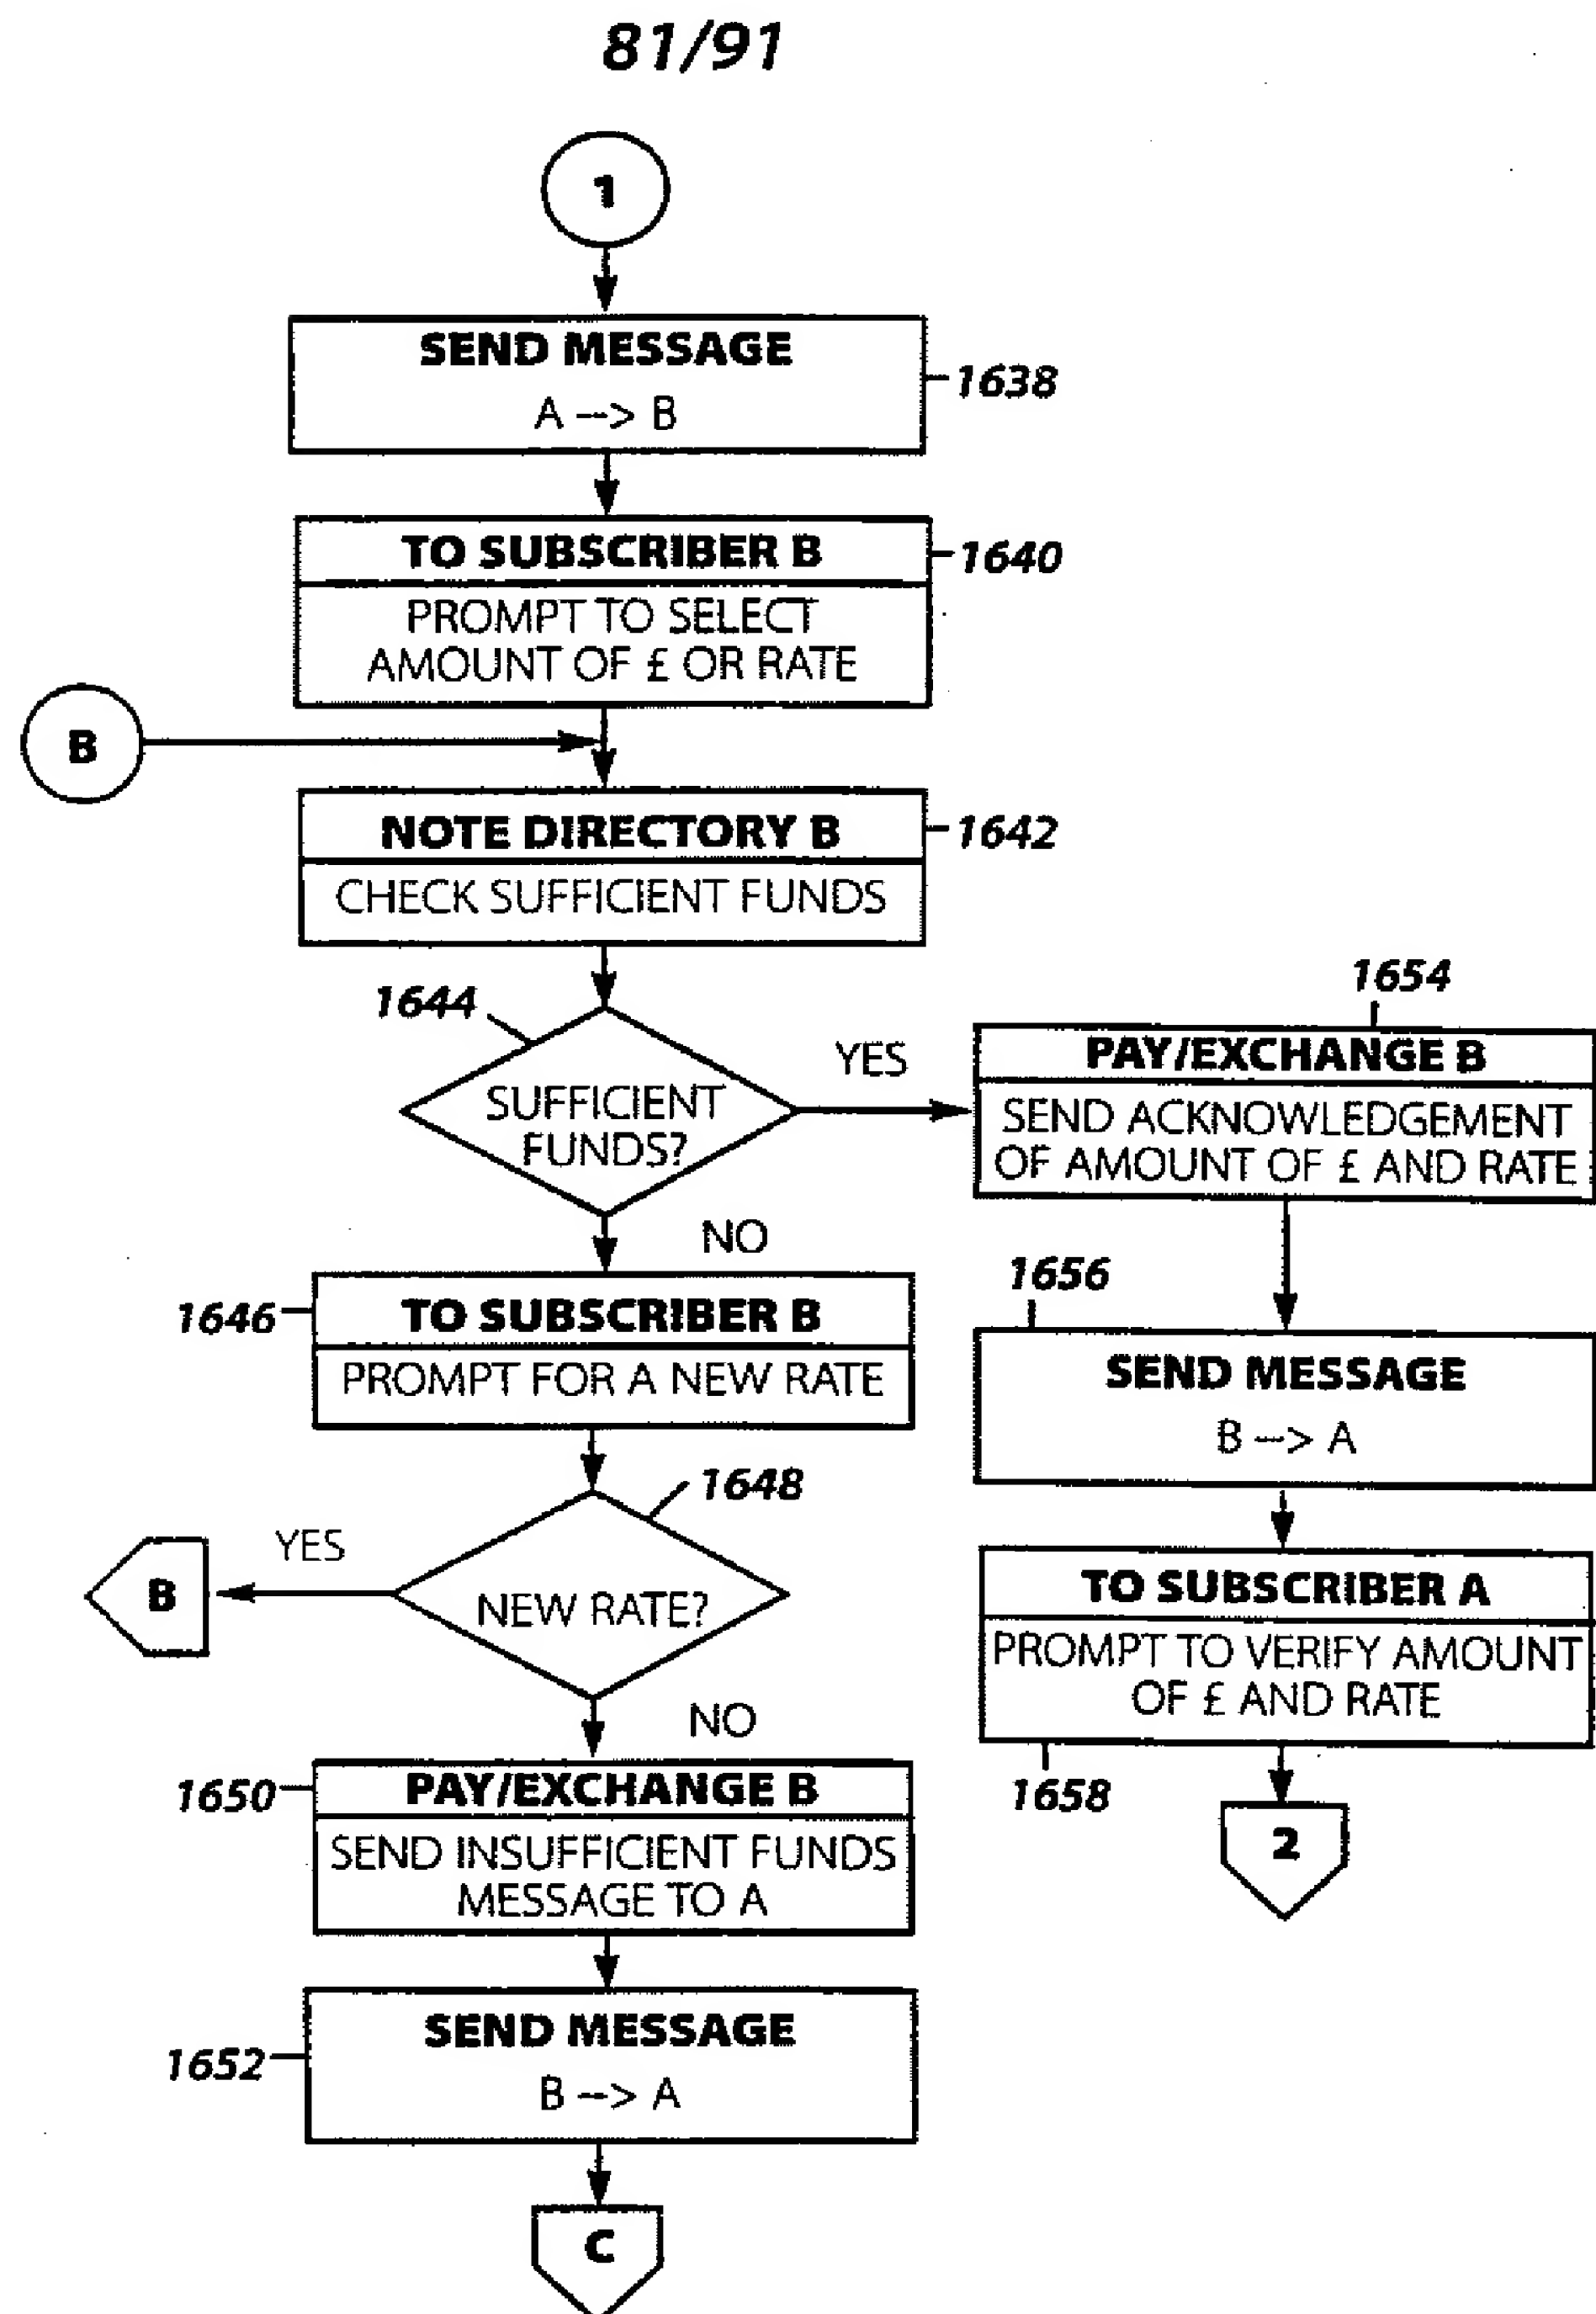 81/91
1
SEND MESSAGE
A --> B
1638
TO SUBSCRIBER B
1640
PROMPT TO SELECT
AMOUNT OF £ OR RATE
B
NOTE DIRECTORY B
1642
CHECK SUFFICIENT FUNDS
1644
SUFFICIENT
FUNDS?
YES
NO
1654
PAY/EXCHANGE B
SEND ACKNOWLEDGEMENT
OF AMOUNT OF £ AND RATE
1646
TO SUBSCRIBER B
PROMPT FOR A NEW RATE
1656
SEND MESSAGE
B --> A
1648
NEW RATE?
YES
B
NO
TO SUBSCRIBER A
PROMPT TO VERIFY AMOUNT
OF £ AND RATE
1658
2
1650
PAY/EXCHANGE B
SEND INSUFFICIENT FUNDS
MESSAGE TO A
SEND MESSAGE
1652
B --> A
C